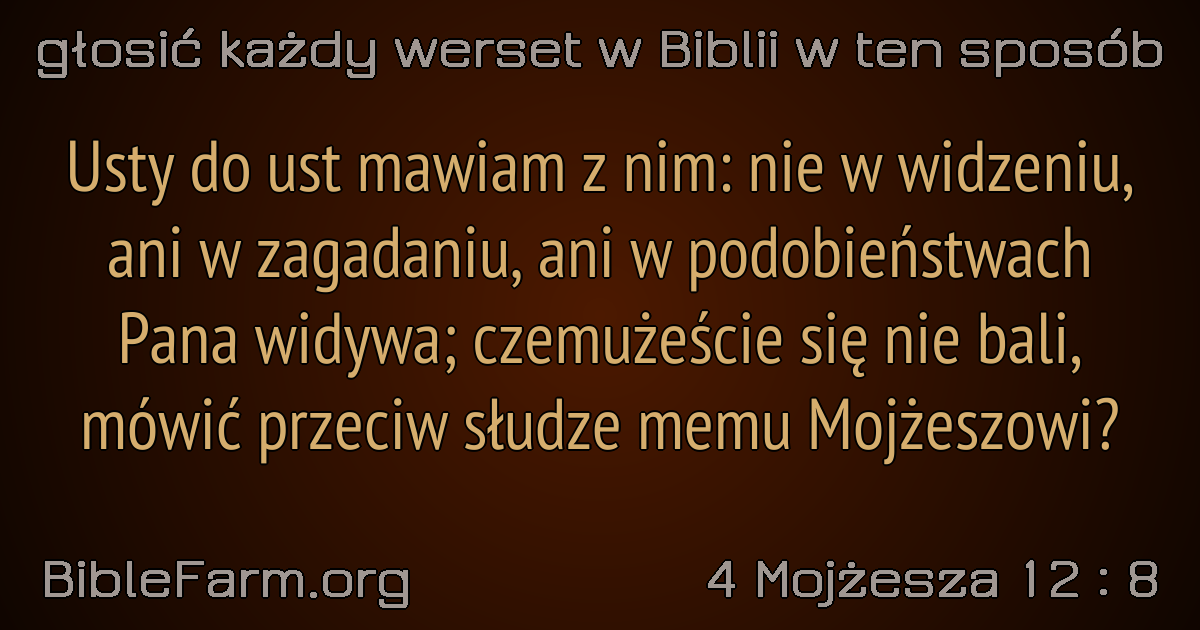 głosić każdy werset w Biblii w ten sposób
Usty do ust mawiam z nim: nie w widzeniu,
ani w zagadaniu, ani w podobieństwach
Pana widywa; czemużeście się nie bali,
mówić przeciw słudze memu Mojżeszowi?
BibleFarm.org
4 Mojżesza 12 : 8